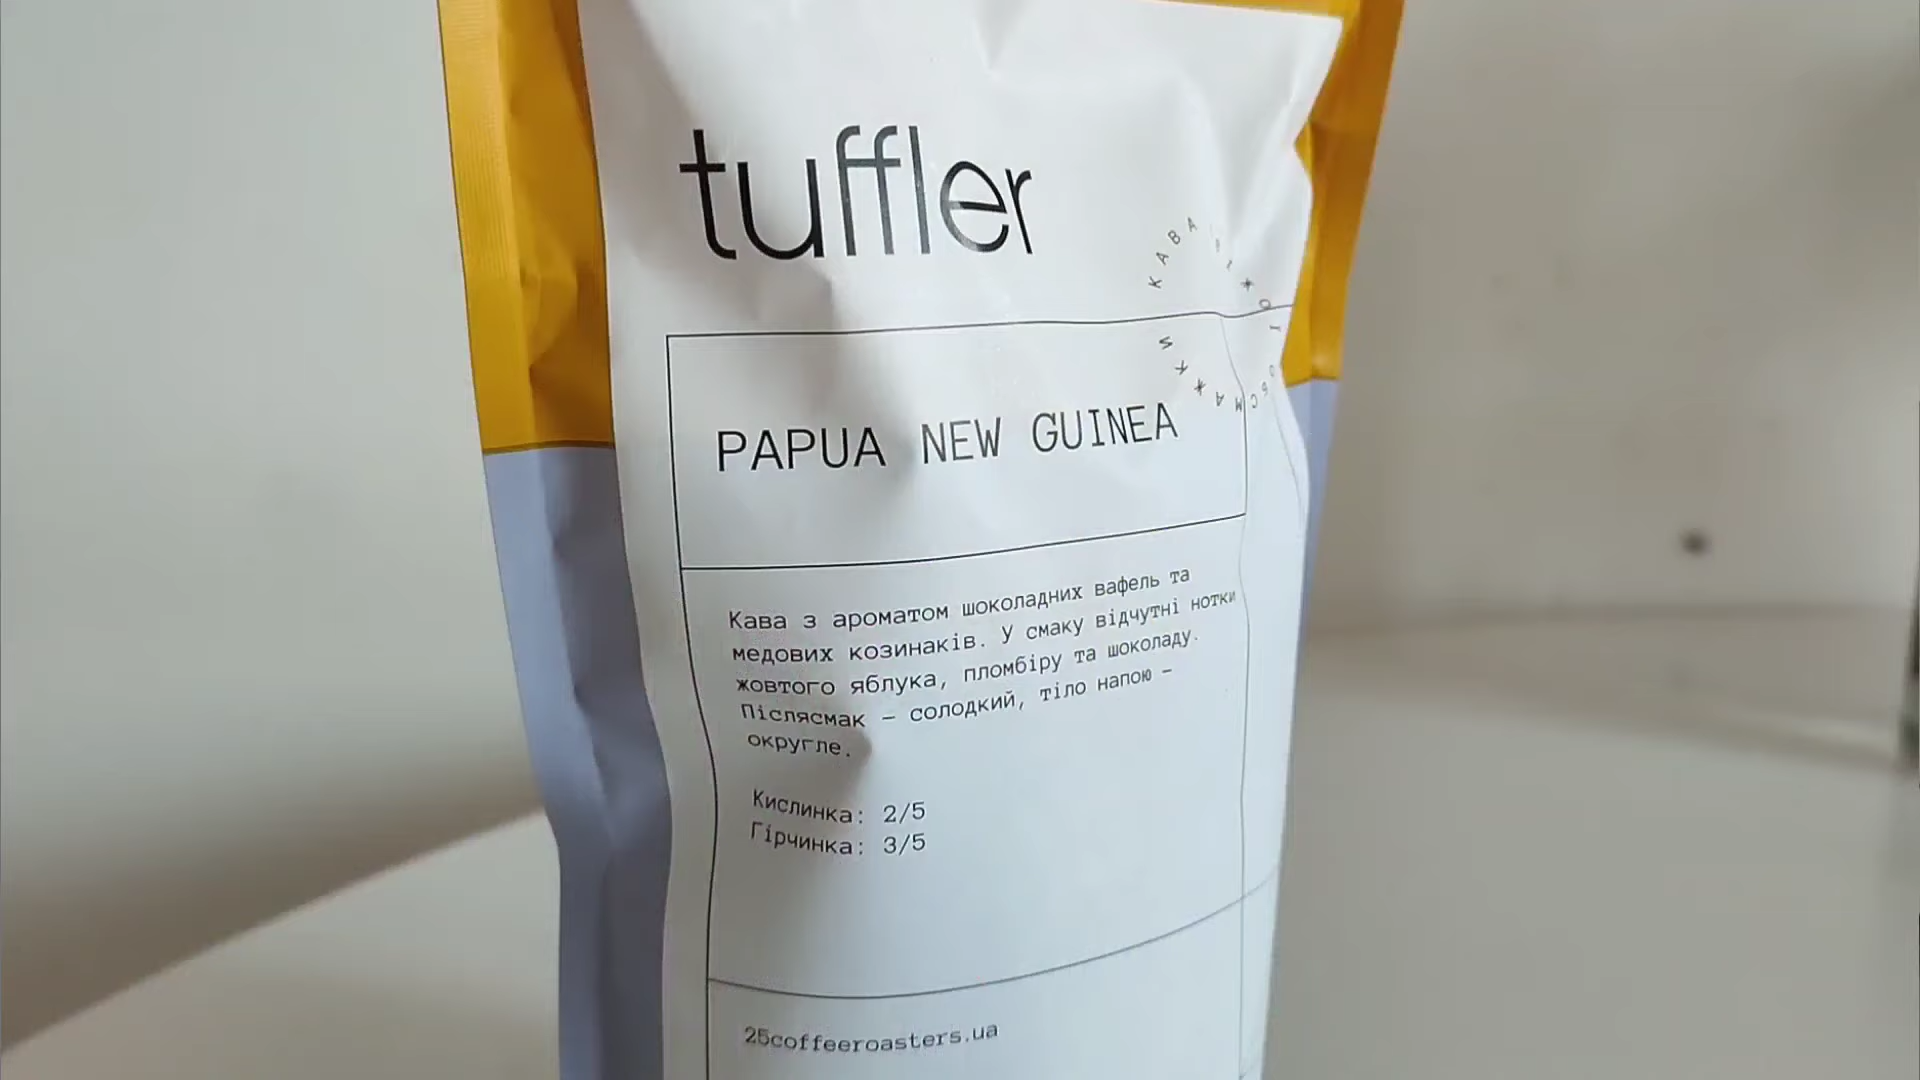 tuffler
КАВА
PAPUA NEW GUINEA
Кава з ароматом шоколадних вафель та
медових козинаків. У смаку відчутні нотки
жовтого яблука, пломбіру та шоколаду.
Післясмак – солодкий, тіло напою –
округле.
Кислинка: 2/5
Гірчинка: 3/5
25coffeeroasters.ua